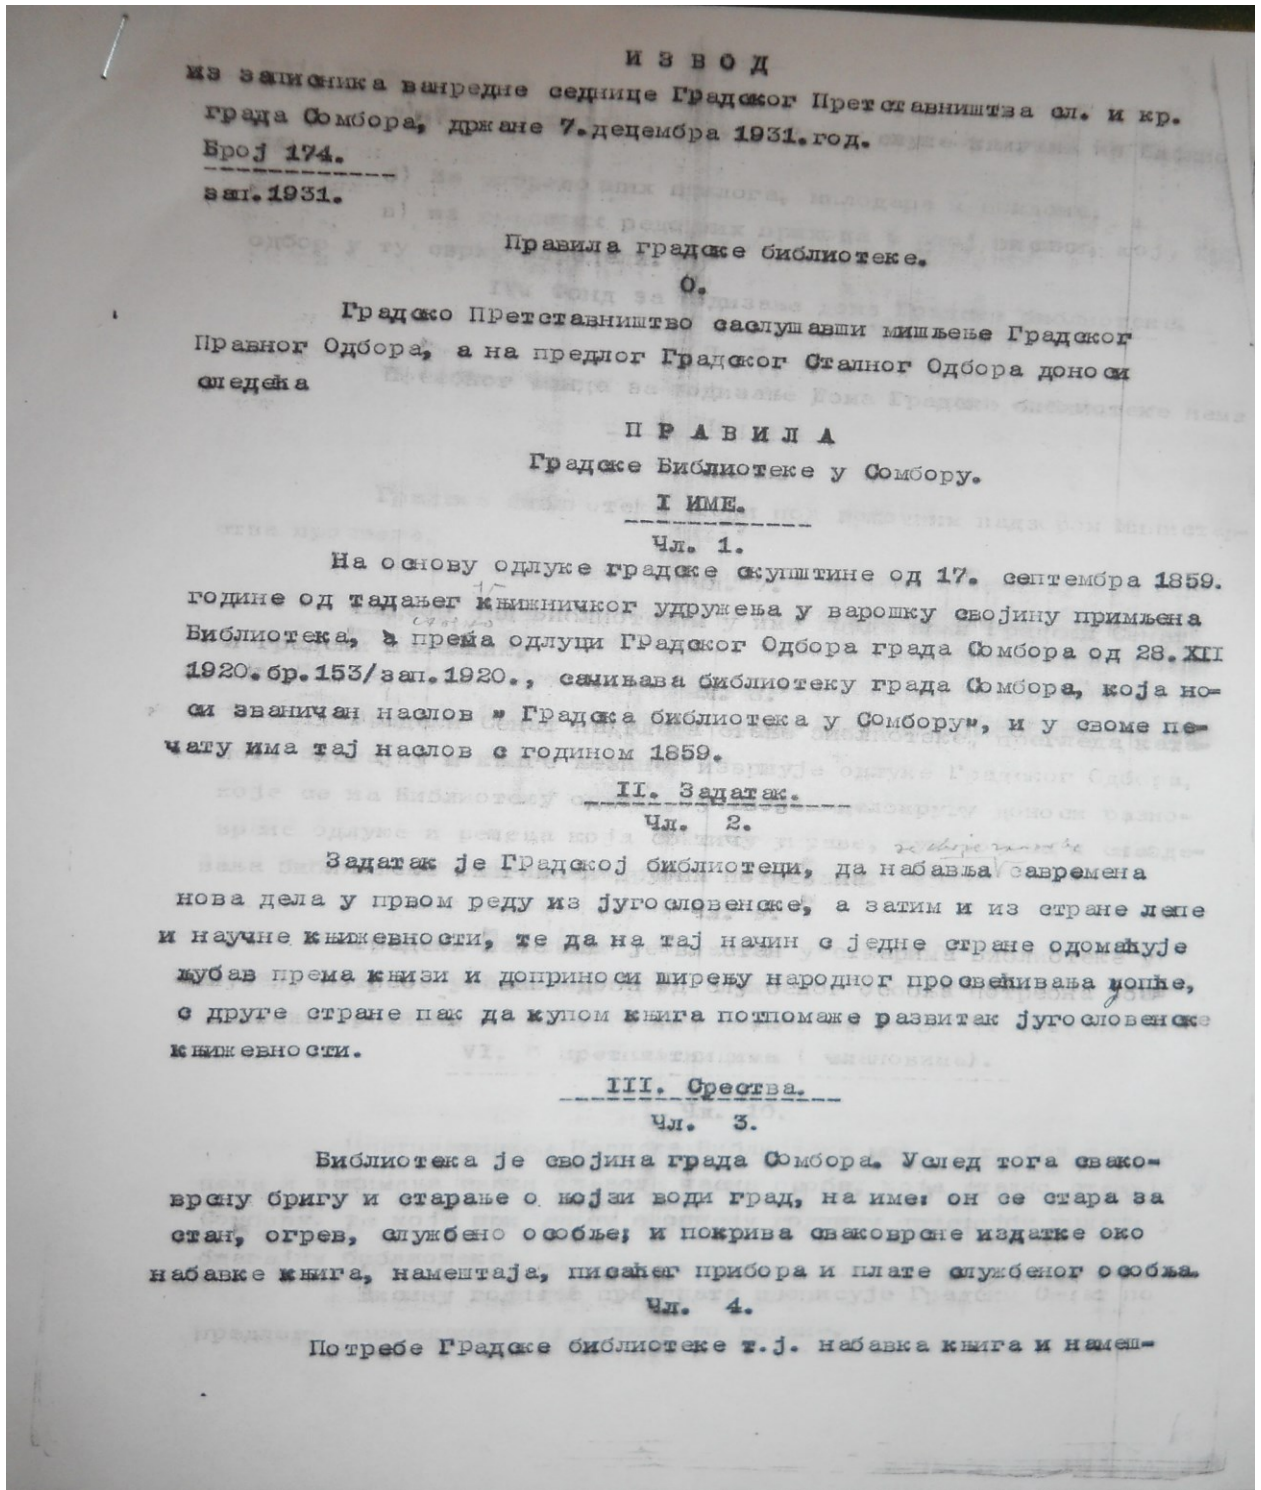 ИЗВОД
из записника ванредне седнице Градског Претставништва сл. и кр.
града Сомбора, држане 7.децембра 1931.год.
Број 174.
зап.1931.
Правила градске библиотеке.
О.
Градско Претставништво саслушавши мишљење Градског
Правног Одбора, а на предлог Градског Сталног Одбора доноси
следећа
ПРАВИЛА
Градске Библиотеке у Сомбору.
I ИМЕ.
Чл. 1.
На основу одлуке градске скупштине од 17. септембра 1859.
године од тадањег књижничког удружења у варошку својину примљена
Библиотека, а према одлуци Градског Одбора града Сомбора од 28.XII
1920.бр.153/зап.1920., сачињава библиотеку града Сомбора, која но-
си званичан наслов " Градска библиотека у Сомбору", и у своме пе-
чату има тај наслов с годином 1859.
II. Задатак.
Чл. 2.
Задатак је Градској библиотеци, да набавља савремена
нова дела у првом реду из југословенске, а затим и из стране лепе
и научне књижевности, те да на тај начин с једне стране одомаћује
љубав према књизи и доприноси ширењу народног просвећивања уопће,
с друге стране пак да купом књига потпомаже развитак југословенске
књижевности.
III. Срества.
Чл. 3.
Библиотека је својина града Сомбора. Услед тога свако-
врсну бригу и старање о њојзи води град, на име: он се стара за
стан, огрев, службено особље; и покрива сваковрсне издатке око
набавке књига, намештаја, писаћег прибора и плате службеног особља.
Чл. 4.
Потребе Градске библиотеке т.ј. набавка књига и намеш-